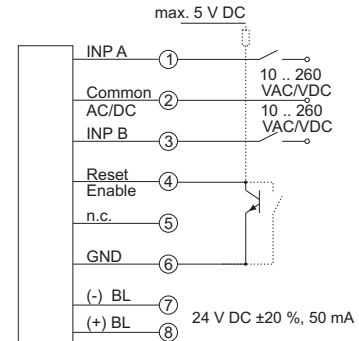 max. 5 V DC
INP A
1
10 .. 260
VAC/VDC
Common
AC/DC
2
10 .. 260
VAC/VDC
INP B
3
Reset
Enable
4
n.c.
5
GND
6
(-) BL
7
24 V DC ±20 %, 50 mA
(+) BL
8